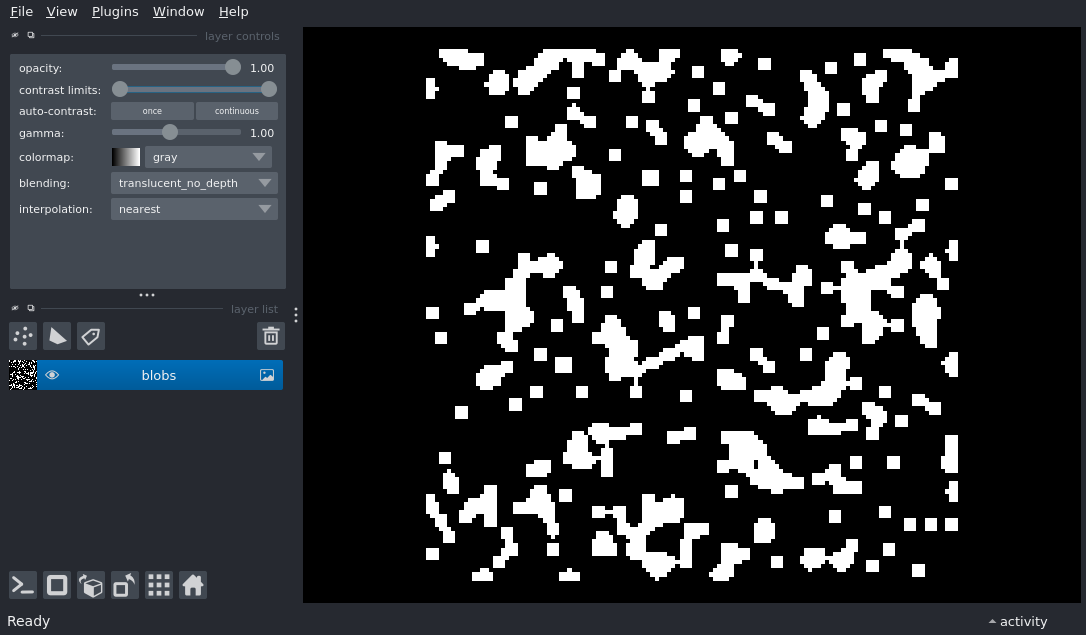 File View Plugins Window Help
layer controls
opacity: 1.00
contrast limits:
auto-contrast: once continuous
gamma: 1.00
colormap: gray
blending: translucent_no_depth
interpolation: nearest
layer list
blobs
Ready activity